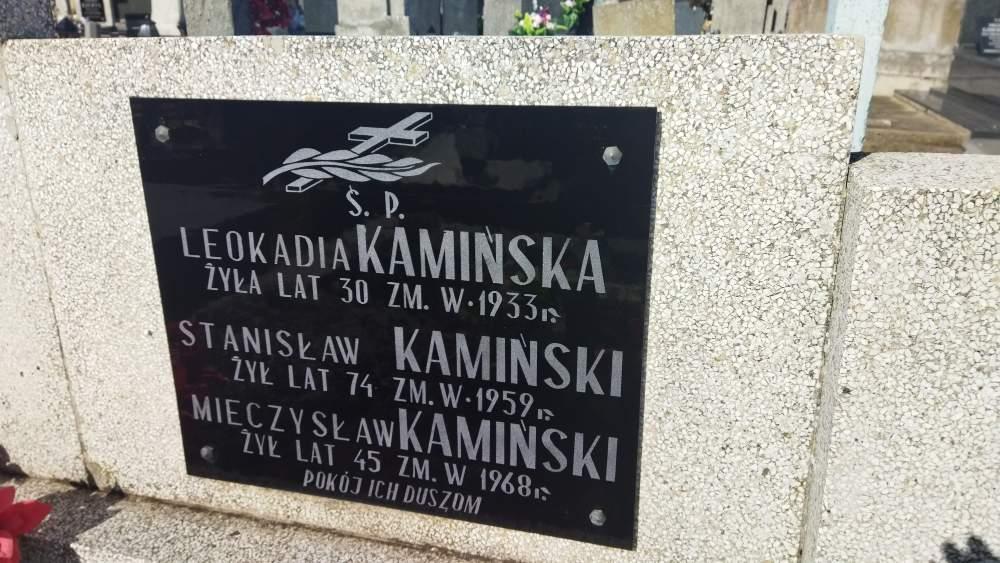 Ś. P.
LEOKADIA KAMIŃSKA
ŻYŁA LAT 30 ZM. W. 1933 r.
STANISŁAW KAMIŃSKI
ŻYŁ LAT 74 ZM. W. 1959 r.
MIECZYSŁAW KAMIŃSKI
ŻYŁ LAT 45 ZM. W 1968 r.
POKÓJ ICH DUSZOM